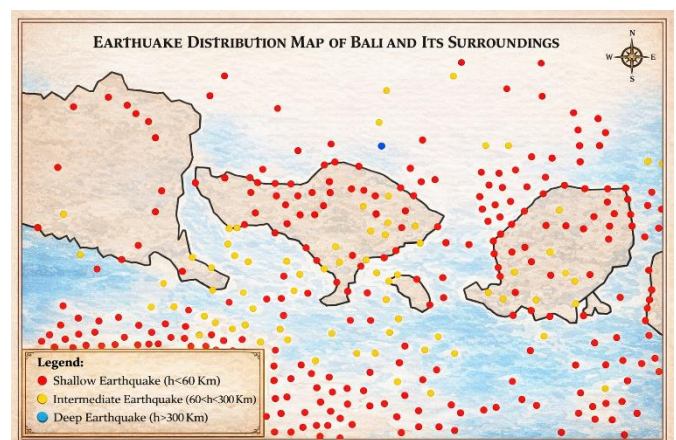 EARTHUAKE DISTRIBUTION MAP OF BALI AND ITS SURROUNDINGS
N
W E
S
Legend:
Shallow Earthquake (h<60 Km)
Intermediate Earthquake (60<h<300 Km)
Deep Earthquake (h>300 Km)